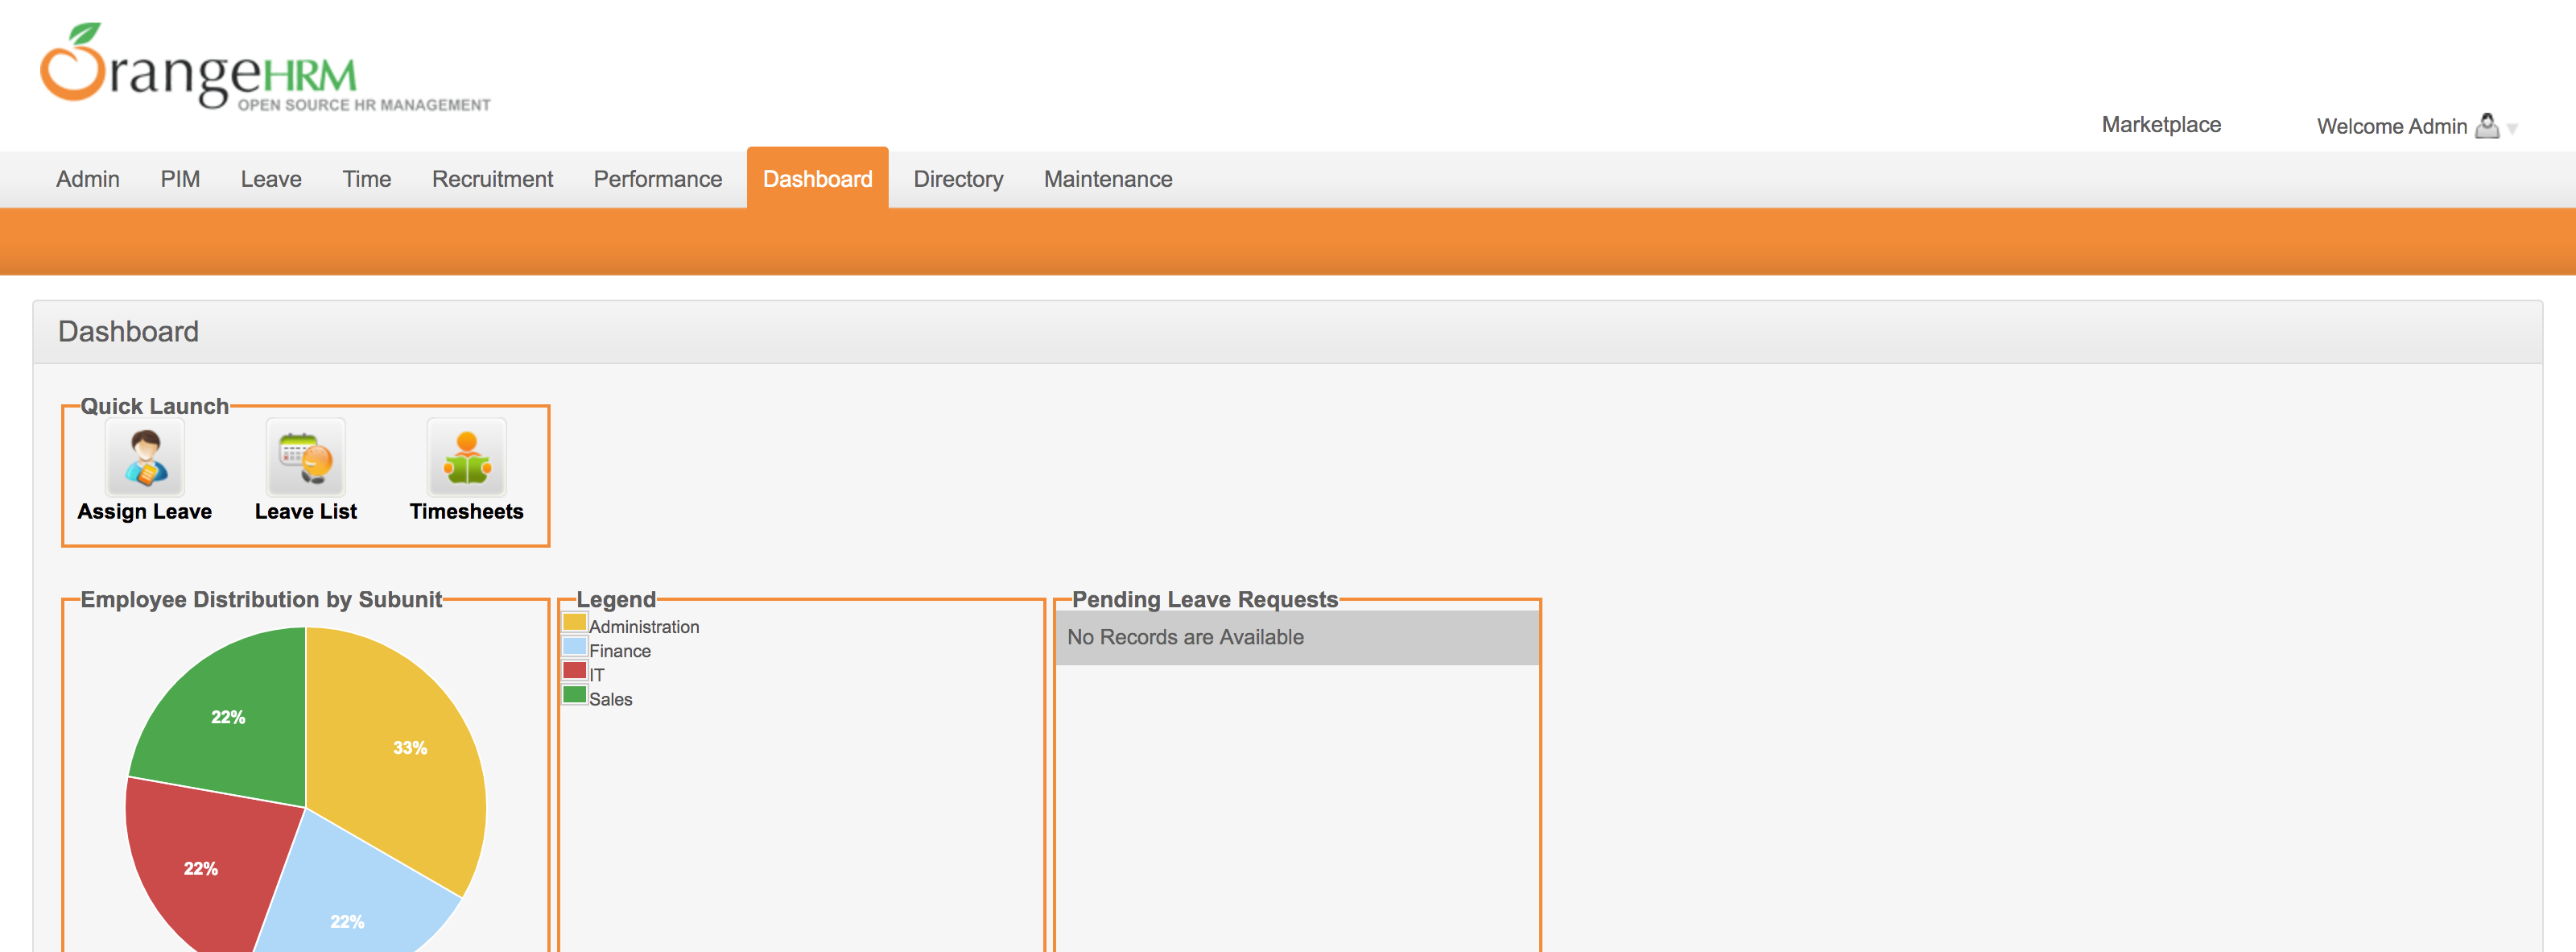 OrangeHRM
OPEN SOURCE HR MANAGEMENT
Marketplace
Welcome Admin
Admin PIM Leave Time Recruitment Performance Dashboard Directory Maintenance
Dashboard
Quick Launch
Assign Leave Leave List Timesheets
Employee Distribution by Subunit
22%
33%
22%
22%
Legend
Administration
Finance
IT
Sales
Pending Leave Requests
No Records are Available